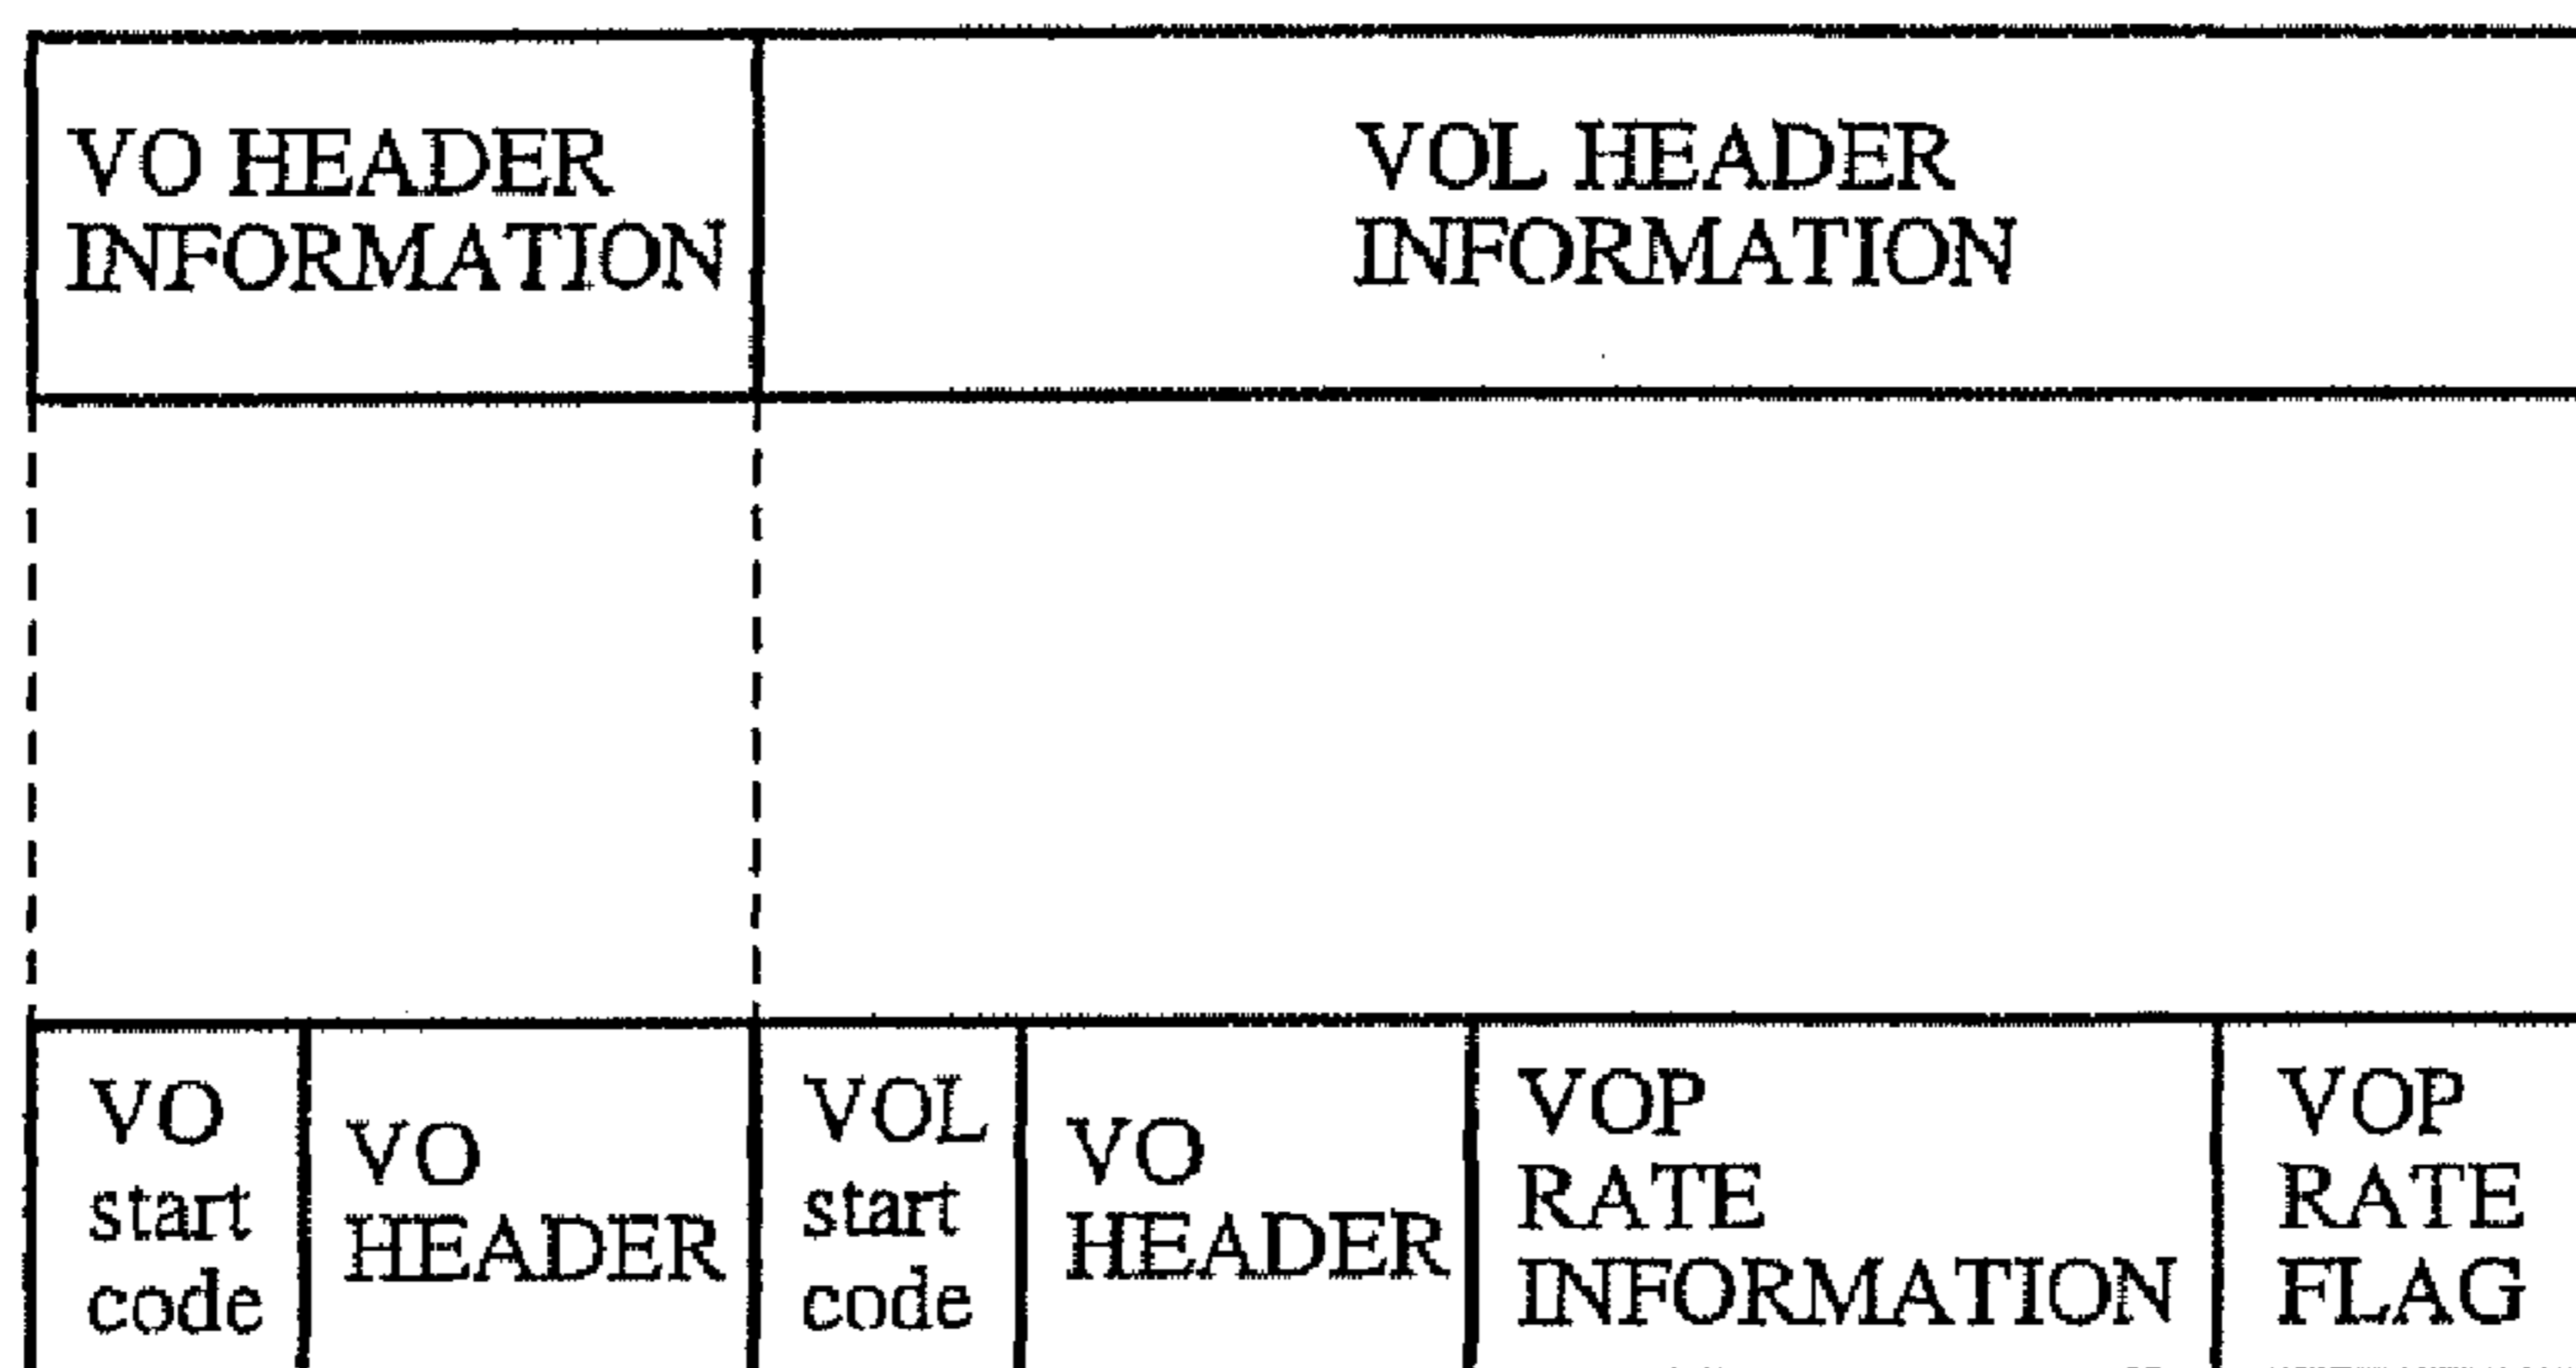 VO HEADER
INFORMATION
VOL HEADER
INFORMATION
VO
start
code
VO
HEADER
VOL
start
code
VO
HEADER
VOP
RATE
INFORMATION
VOP
RATE
FLAG